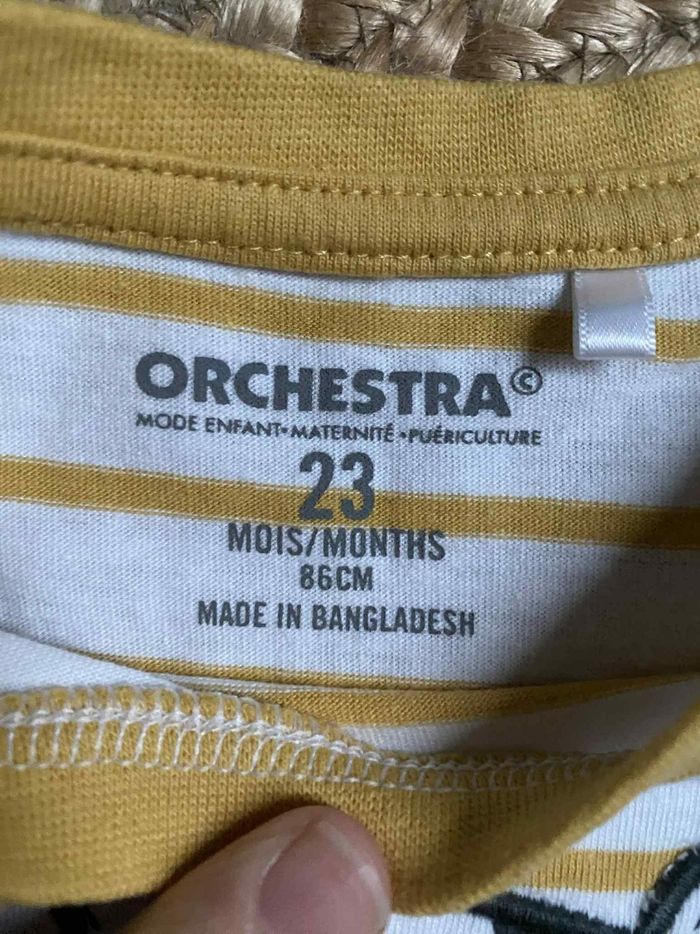 ORCHESTRA©
MODE ENFANT•MATERNITÉ•PUÉRICULTURE
23
MOIS/MONTHS
86CM
MADE IN BANGLADESH